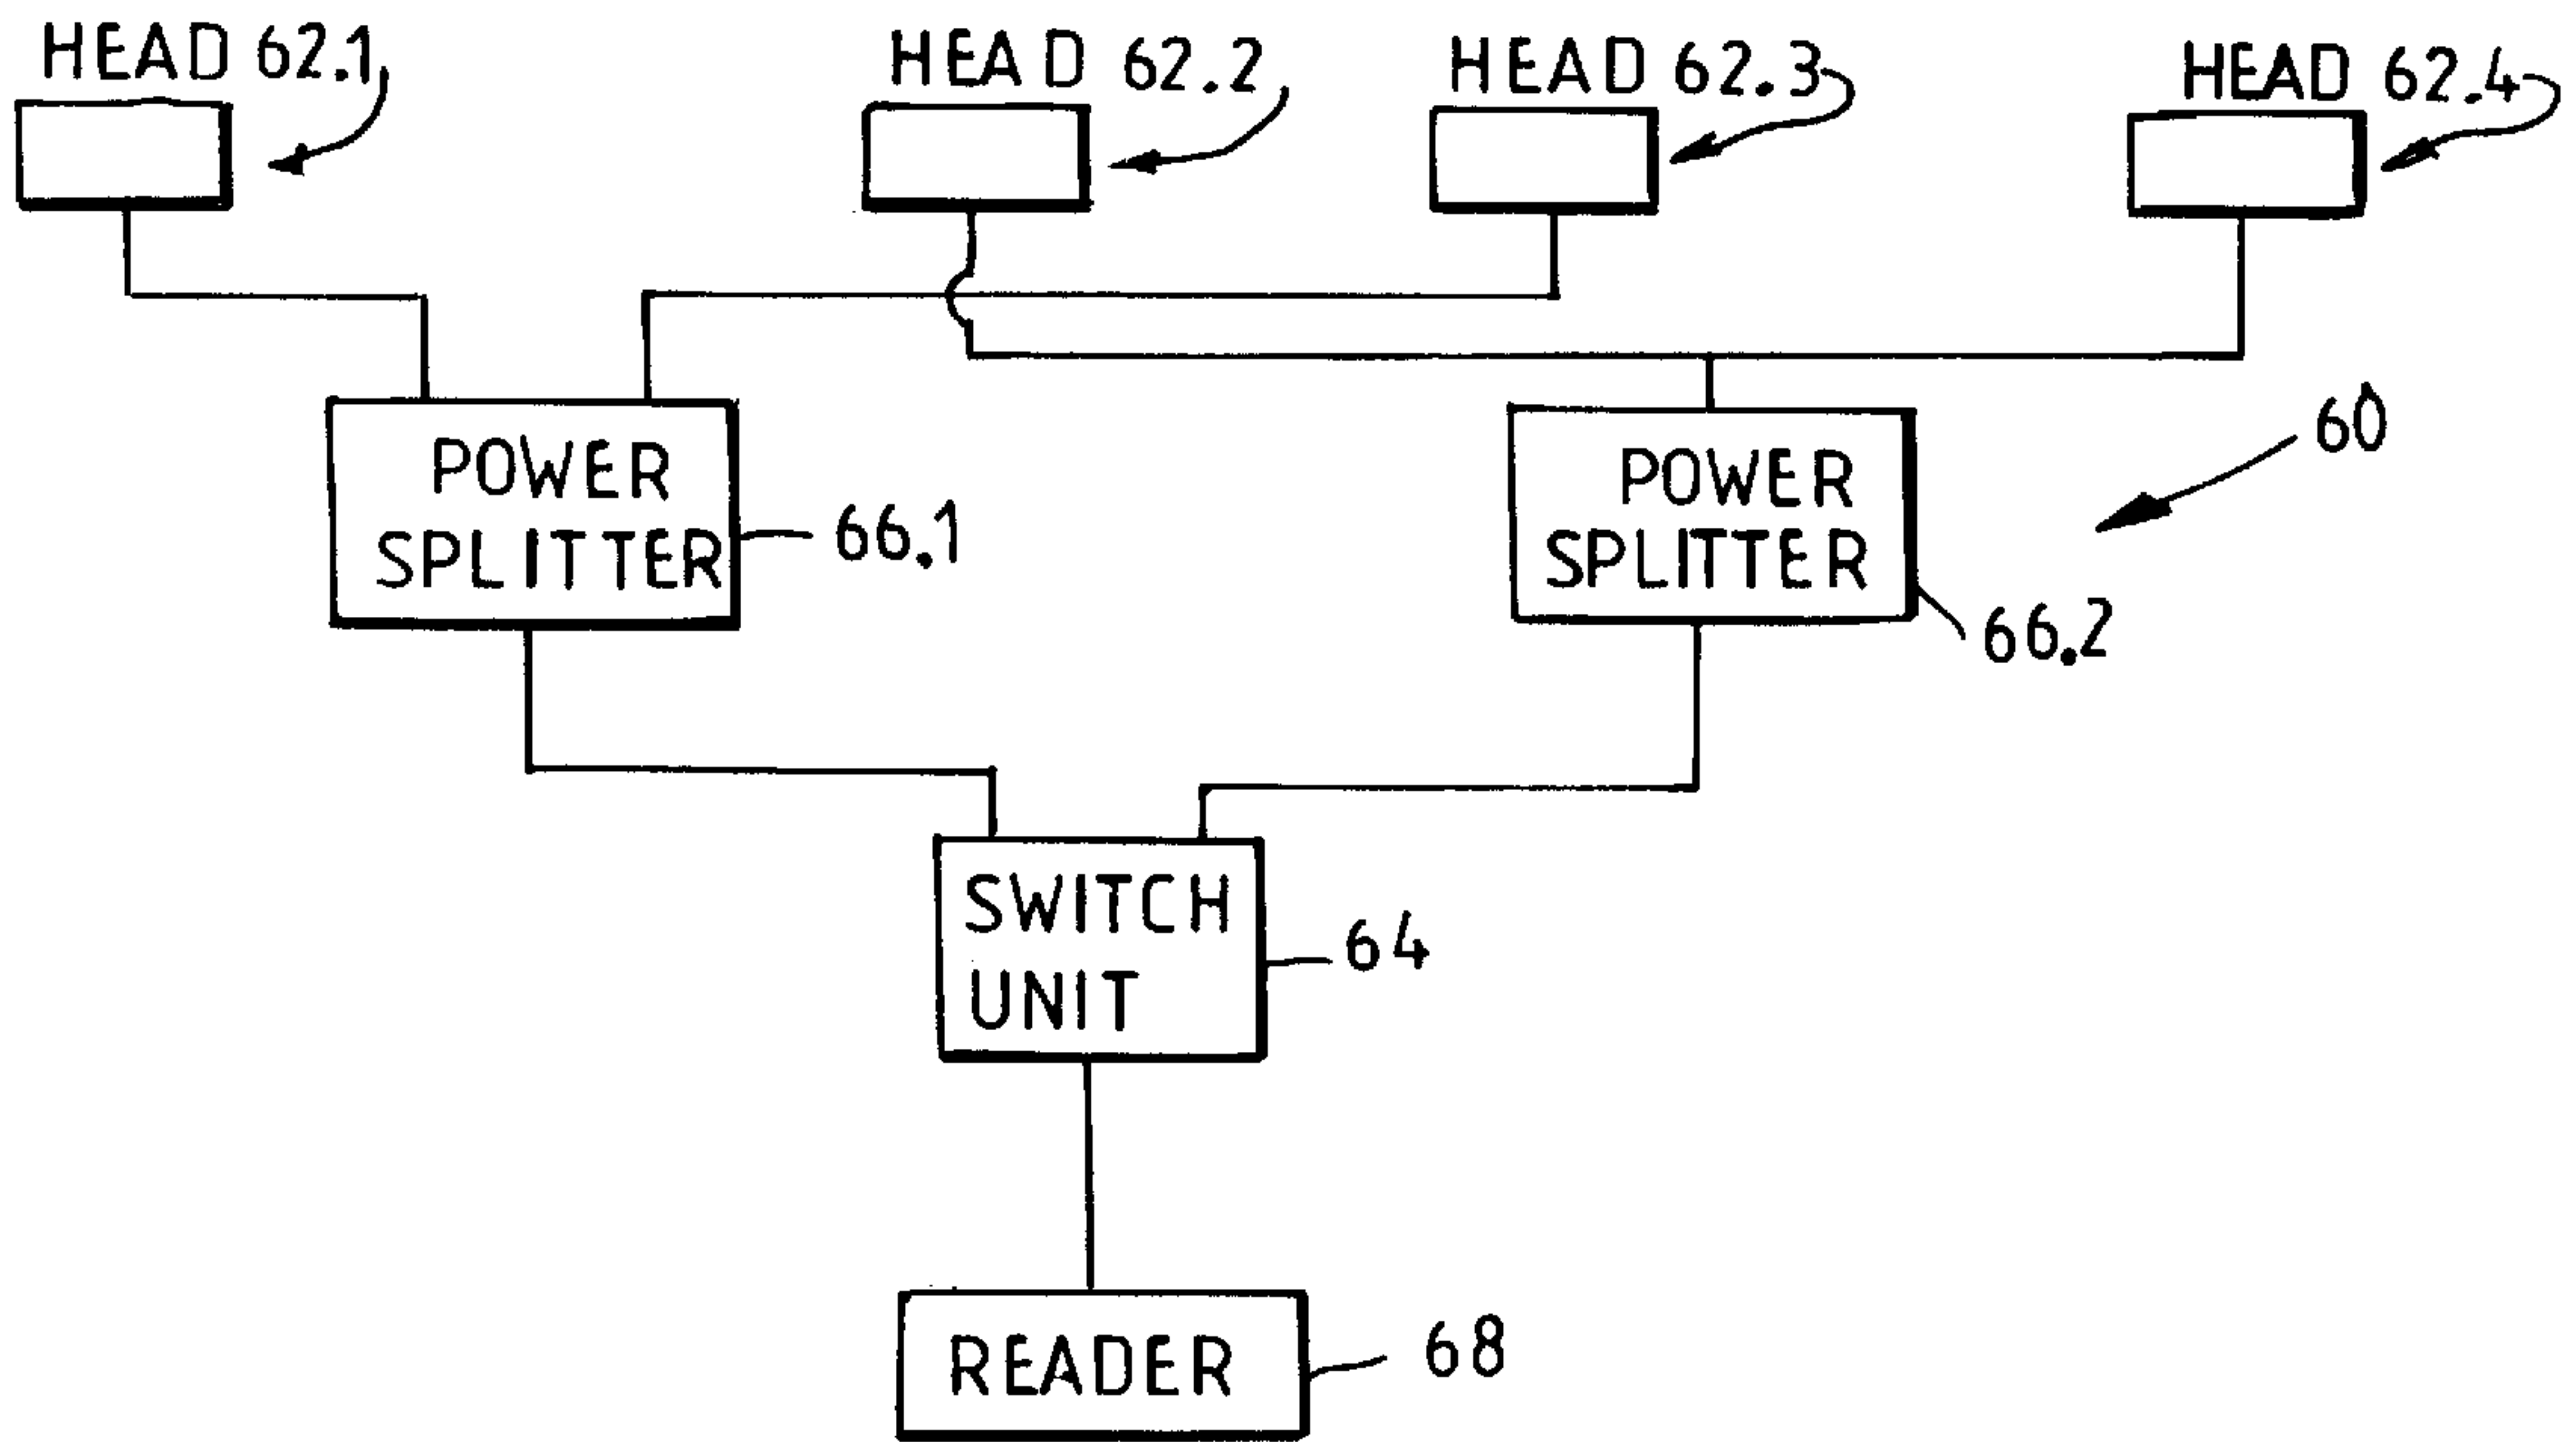 HEAD 62.1
HEAD 62.2
HEAD 62.3
HEAD 62.4
POWER
SPLITTER
66.1
POWER
SPLITTER
66.2
60
SWITCH
UNIT
64
READER
68